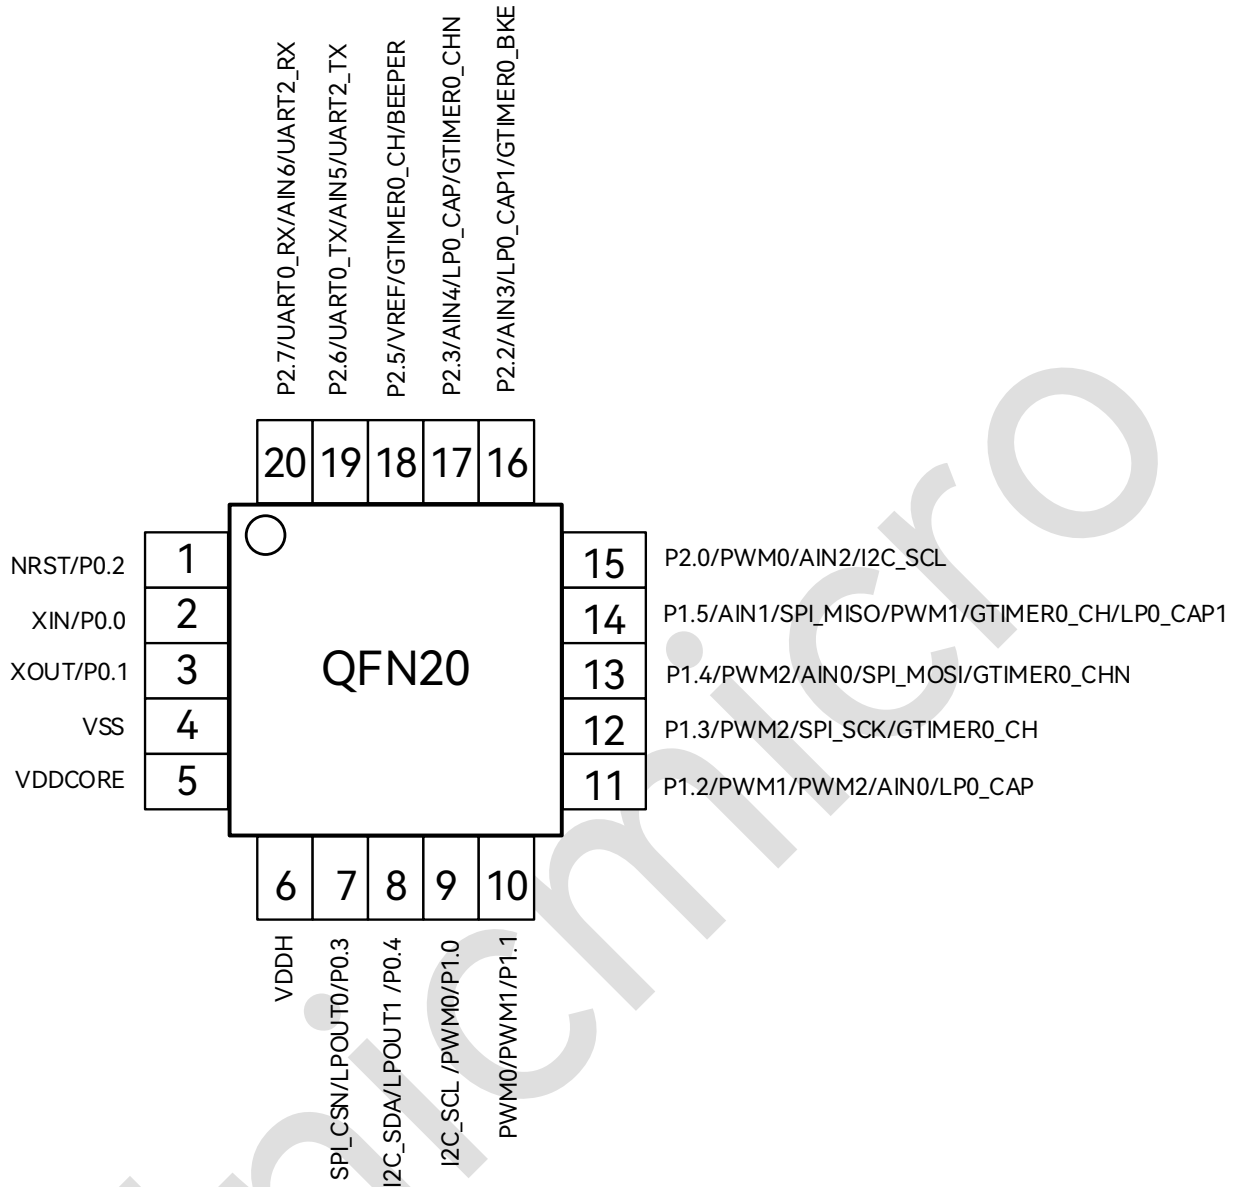 P2.7/UART0_RX/AIN6/UART2_RX
P2.6/UART0_TX/AIN5/UART2_TX
P2.5/VREF/GTIMER0_CH/BEEPER
P2.3/AIN4/LP0_CAP/GTIMER0_CHN
P2.2/AIN3/LP0_CAP1/GTIMER0_BKE
20 19 18 17 16
NRST/P0.2 1
XIN/P0.0 2
XOUT/P0.1 3
VSS 4
VDDCORE 5
QFN20
15 P2.0/PWM0/AIN2/I2C_SCL
14 P1.5/AIN1/SPI_MISO/PWM1/GTIMER0_CH/LP0_CAP1
13 P1.4/PWM2/AIN0/SPI_MOSI/GTIMER0_CHN
12 P1.3/PWM2/SPI_SCK/GTIMER0_CH
11 P1.2/PWM1/PWM2/AIN0/LP0_CAP
6 7 8 9 10
VDDH
SPI_CSN/LPOUT0/P0.3
I2C_SDA/LPOUT1 /P0.4
I2C_SCL /PWM0/P1.0
PWM0/PWM1/P1.1
nicmicro